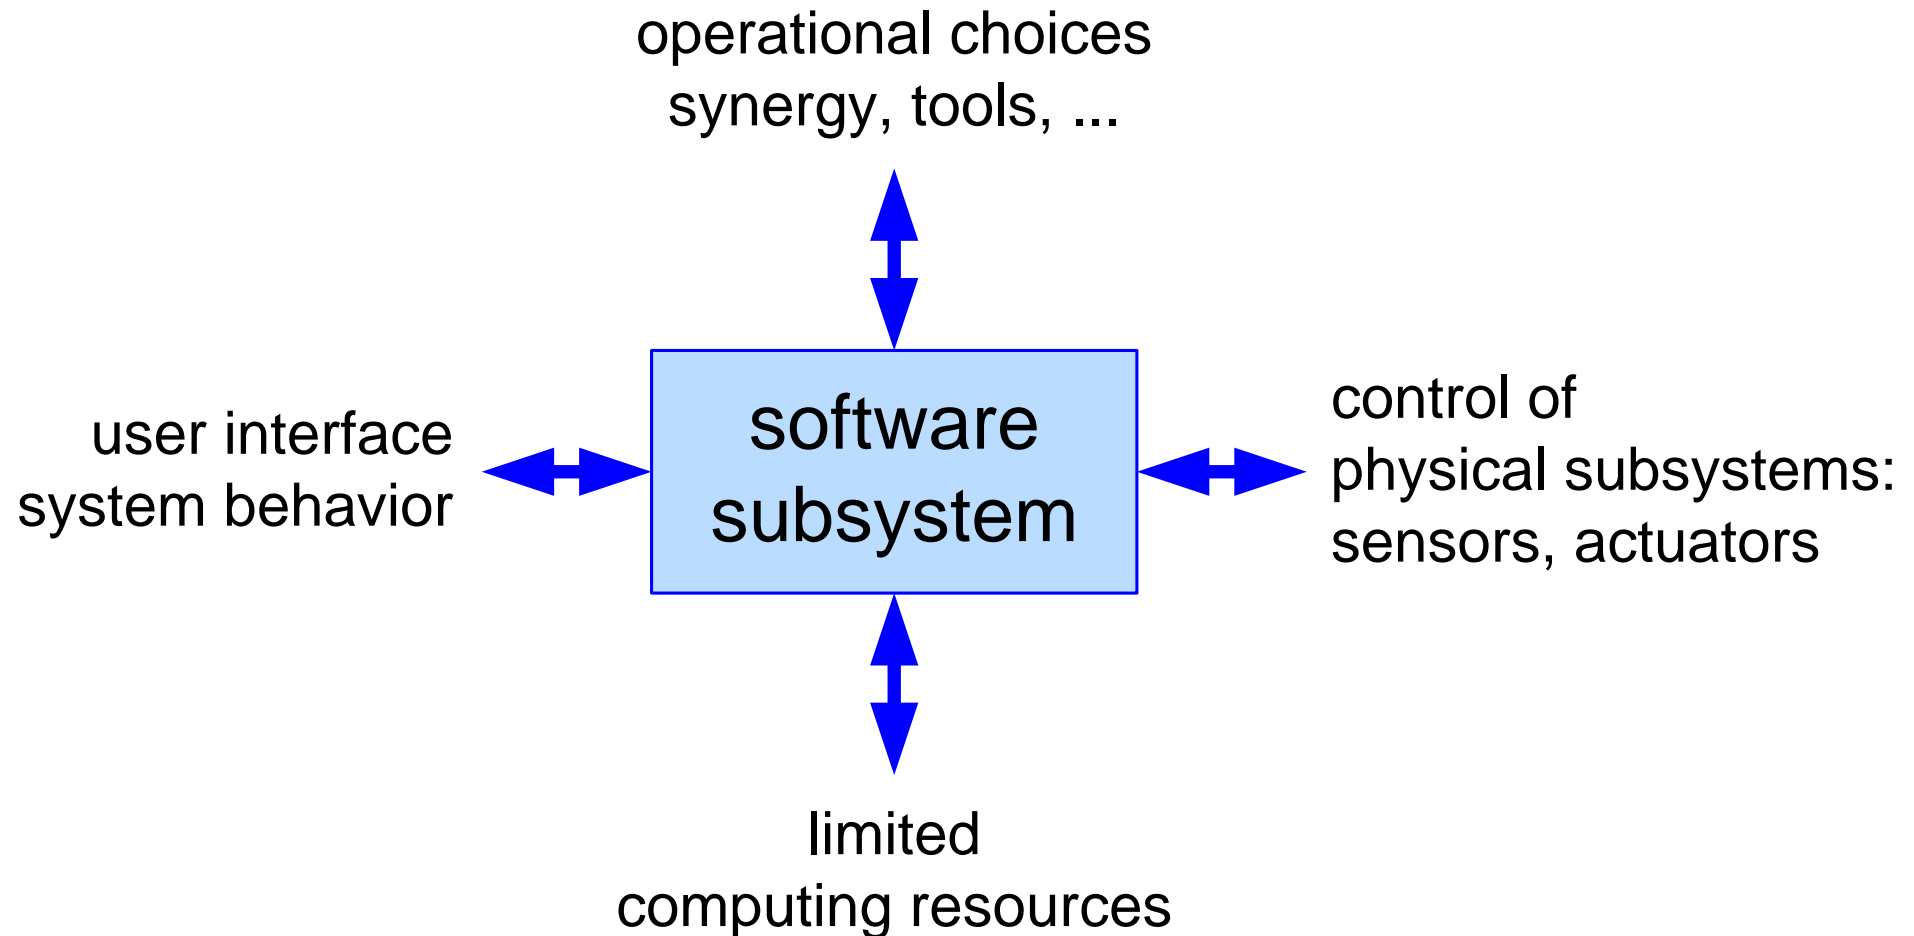 operational choices
synergy, tools, ...
user interface
system behavior
software
subsystem
control of
physical subsystems:
sensors, actuators
limited
computing resources